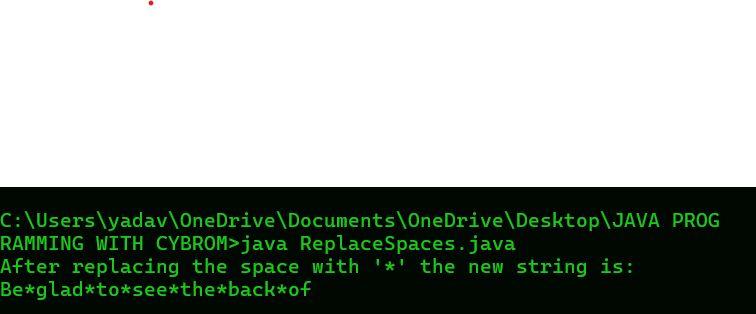 C:\Users\yadav\OneDrive\Documents\OneDrive\Desktop\JAVA PROG
RAMMING WITH CYBROM>java ReplaceSpaces.java
After replacing the space with '*' the new string is:
Be*glad*to*see*the*back*of